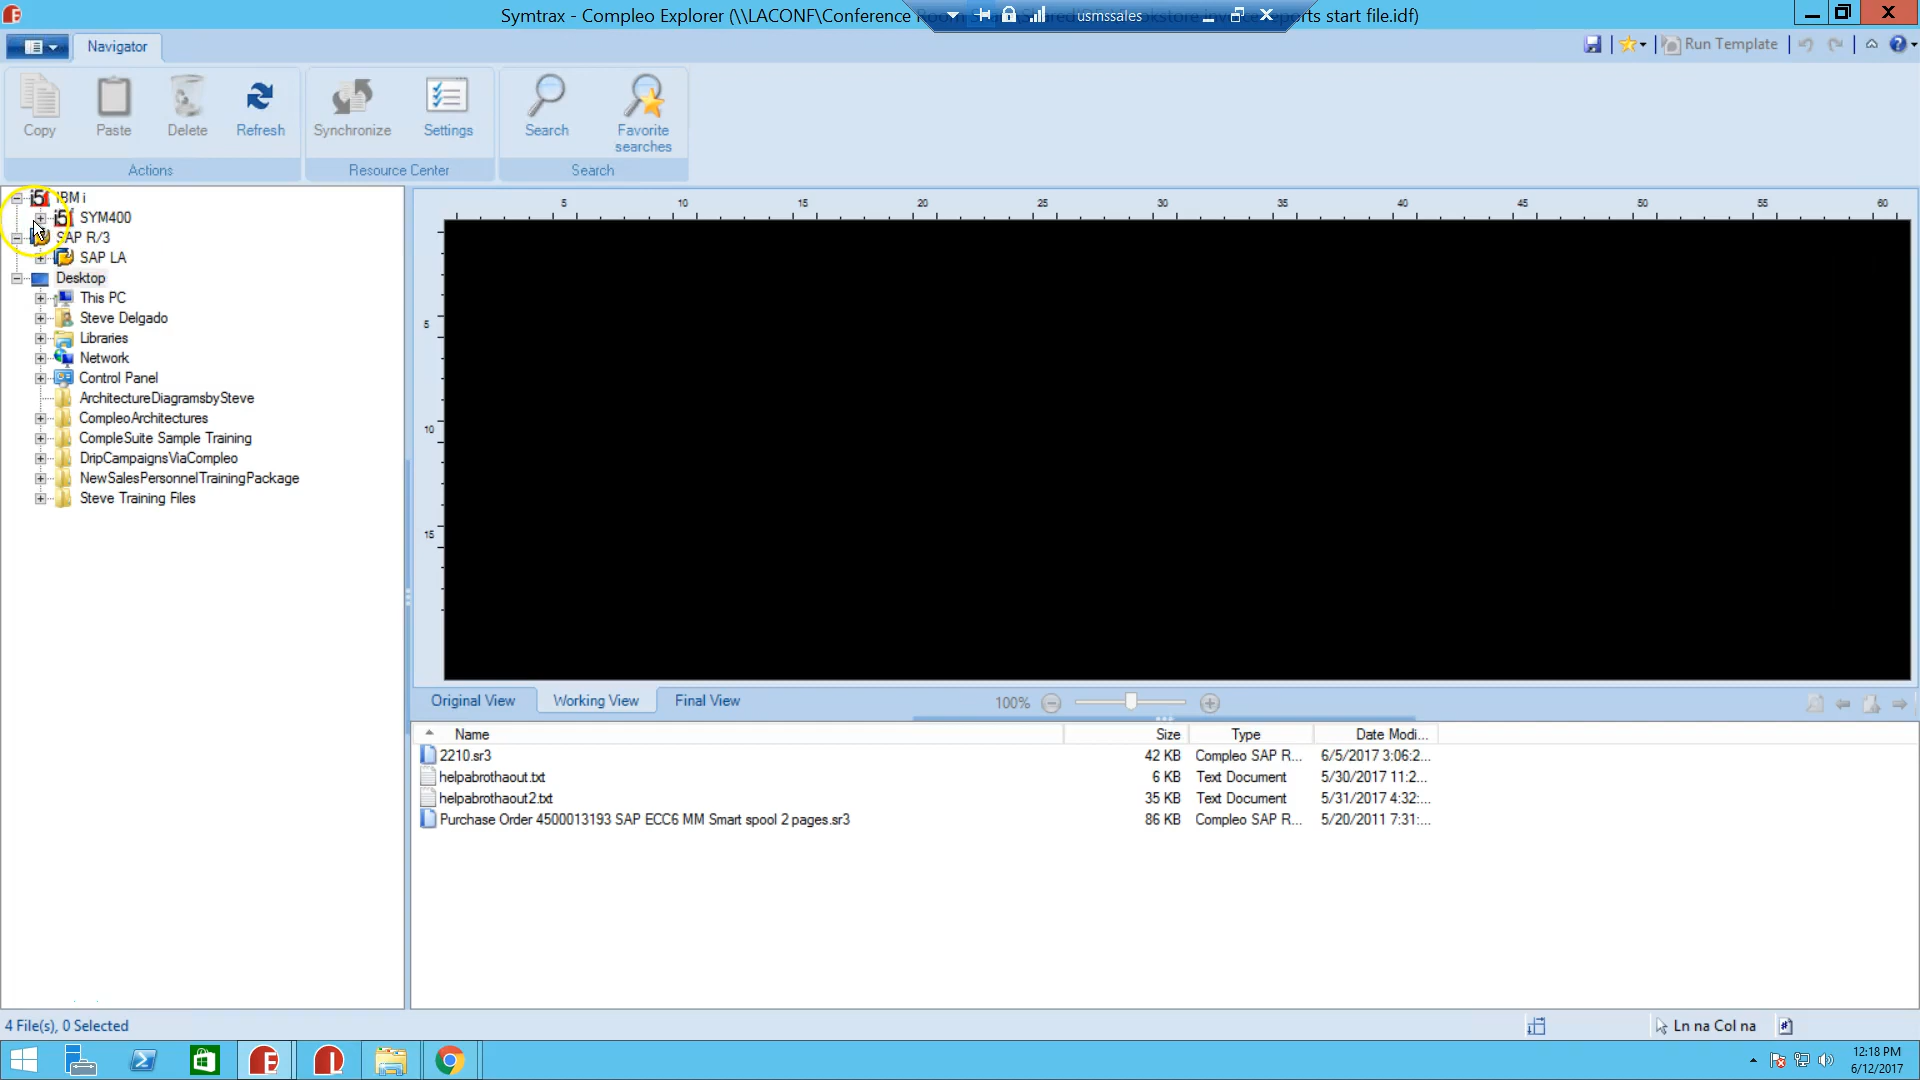 Symtrax - Compleo Explorer (\\LACONF\Conference Room ports start file.idf)
usmssales
Navigator
Run Template
Copy
Paste
Delete
Refresh
Synchronize
Settings
Search
Favorite
searches
Actions
Resource Center
Search
IBM i
SYM400
SAP R/3
SAP LA
Desktop
This PC
Steve Delgado
Libraries
Network
Control Panel
ArchitectureDiagramsbySteve
CompleoArchitectures
CompleSuite Sample Training
DripCampaignsViaCompleo
NewSalesPersonnelTrainingPackage
Steve Training Files
5 10 15 20 25 30 35 40 45 50 55 60
5
10
15
Original View Working View Final View 100%
Name Size Type Date Modi...
2210.sr3 42 KB Compleo SAP R... 6/5/2017 3:06:2...
helpabrothaout.txt 6 KB Text Document 5/30/2017 11:2...
helpabrothaout2.txt 35 KB Text Document 5/31/2017 4:32:...
Purchase Order 4500013193 SAP ECC6 MM Smart spool 2 pages.sr3 86 KB Compleo SAP R... 5/20/2011 7:31:...
4 File(s), 0 Selected
Ln na Col na
12:18 PM
6/12/2017